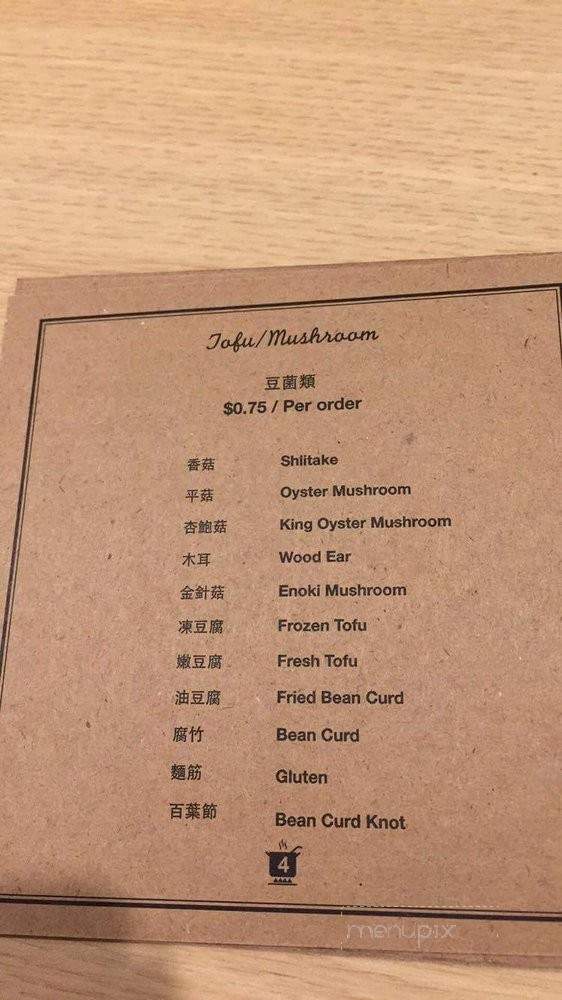 Tofu/Mushroom
豆菌類
$0.75 / Per order
香菇 Shlitake
平菇 Oyster Mushroom
杏鮑菇 King Oyster Mushroom
木耳 Wood Ear
金針菇 Enoki Mushroom
凍豆腐 Frozen Tofu
嫩豆腐 Fresh Tofu
油豆腐 Fried Bean Curd
腐竹 Bean Curd
麵筋 Gluten
百葉節 Bean Curd Knot
4
menupix